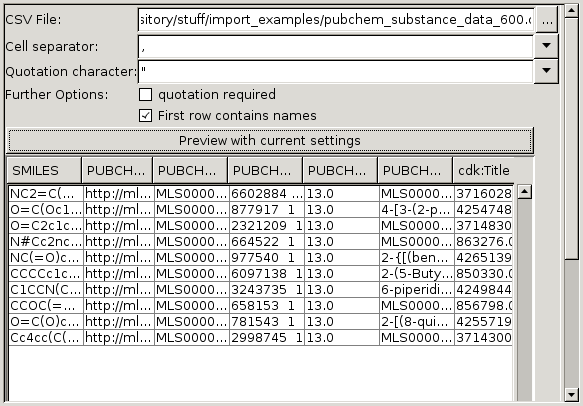 CSV File: sitory/stuff/import_examples/pubchem_substance_data_600.c ...
Cell separator: ,
Quotation character: "
Further Options: quotation required
First row contains names
Preview with current settings
SMILES PUBCH... PUBCH... PUBCH... PUBCH... PUBCH... cdk:Title
NC2=C(... http://ml... MLS0000... 6602884 ... 13.0 MLS0000... 3716028
O=C(Oc1... http://ml... MLS0000... 877917 1 13.0 4-[3-(2-p... 4254748
O=C2c1c... http://ml... MLS0000... 2321209 1 13.0 MLS0000... 3714830
N#Cc2nc... http://ml... MLS0000... 664522 1 13.0 MLS0000... 863276.0
NC(=O)c... http://ml... MLS0000... 977540 1 13.0 2-{[(ben... 4265139
CCCCc1c... http://ml... MLS0000... 6097138 1 13.0 2-(5-Buty... 850330.0
C1CCN(C... http://ml... MLS0000... 3243735 1 13.0 6-piperidi... 4249844
CCOC(=... http://ml... MLS0000... 658153 1 13.0 MLS0000... 856798.0
O=C(O)c... http://ml... MLS0000... 781543 1 13.0 2-[(8-qui... 4255719
Cc4cc(C(... http://ml... MLS0000... 2998745 1 13.0 MLS0000... 3714300